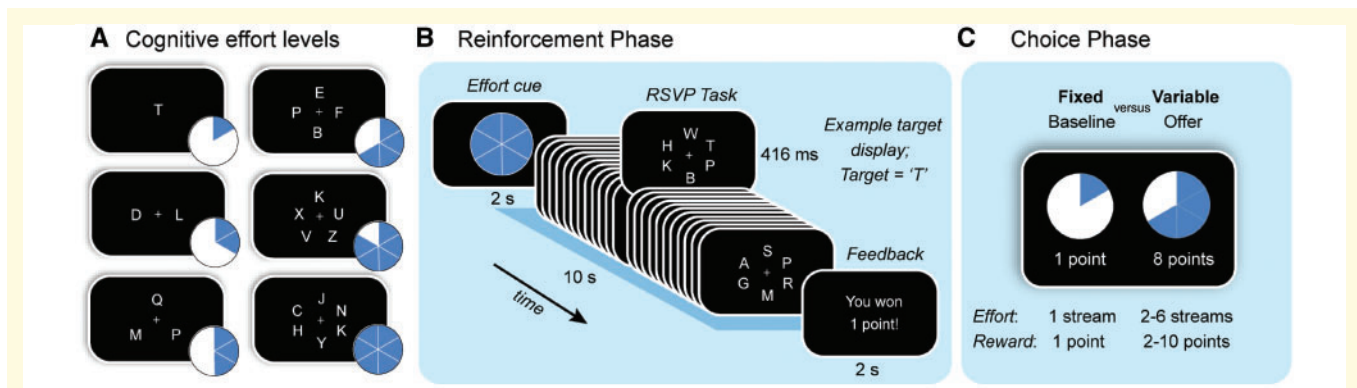 A Cognitive effort levels
T
E
P + F
B
D + L
K
X + U
V Z
Q
+
M P
J
C N
+
H K
Y
B Reinforcement Phase
Effort cue
2 s
RSVP Task
W
H T
+
K P
B
416 ms
Example target
display;
Target = 'T'
S
A P
+
G R
M
10 s
time
Feedback
You won
1 point!
2 s
C Choice Phase
Fixed versus Variable
Baseline Offer
1 point 8 points
Effort: 1 stream 2-6 streams
Reward: 1 point 2-10 points